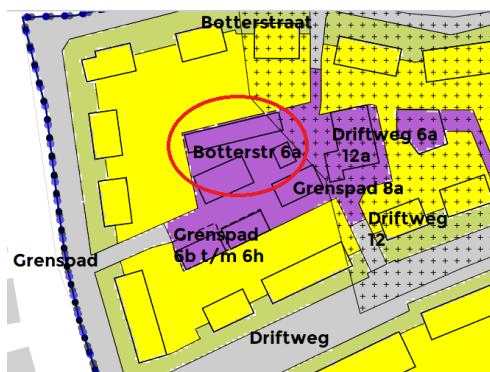 Botterstraat
Driftweg 6a
12a
Botterstr 6a
Grenspad 8a
Driftweg
12
Grenspad
6b t/m 6h
Grenspad
Driftweg